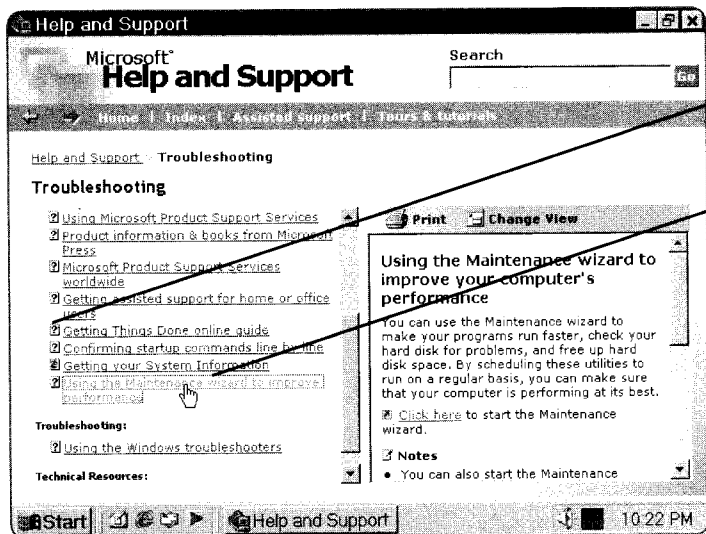 Help and Support
Microsoft
Help and Support
Search
Go
Home | Index | Assisted support | Tours & tutorials
Help and Support Troubleshooting
Troubleshooting
Using Microsoft Product Support Services
Product information & books from Microsoft
Press
Microsoft Product Support Services
worldwide
Getting assisted support for home or office
users
Getting Things Done online guide
Confirming startup commands line by line
Getting your System Information
Using the Maintenance wizard to improve
performance
Troubleshooting:
Using the Windows troubleshooters
Technical Resources:
Print Change View
Using the Maintenance wizard to
improve your computer's
performance
You can use the Maintenance wizard to
make your programs run faster, check your
hard disk for problems, and free up hard
disk space. By scheduling these utilities to
run on a regular basis, you can make sure
that your computer is performing at its best.
Click here to start the Maintenance
wizard.
Notes
• You can also start the Maintenance
Start Help and Support 10:22 PM